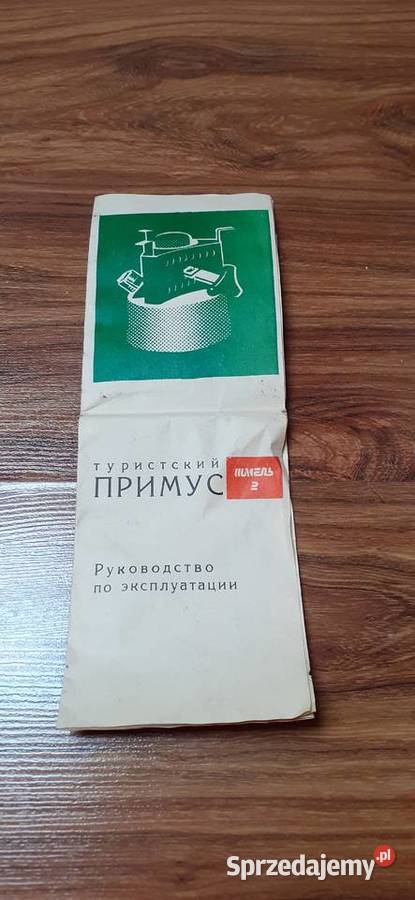 туристский
ПРИМУС
ШМЕЛЬ
2
Руководство
по эксплуатации
Sprzedajemy.pl